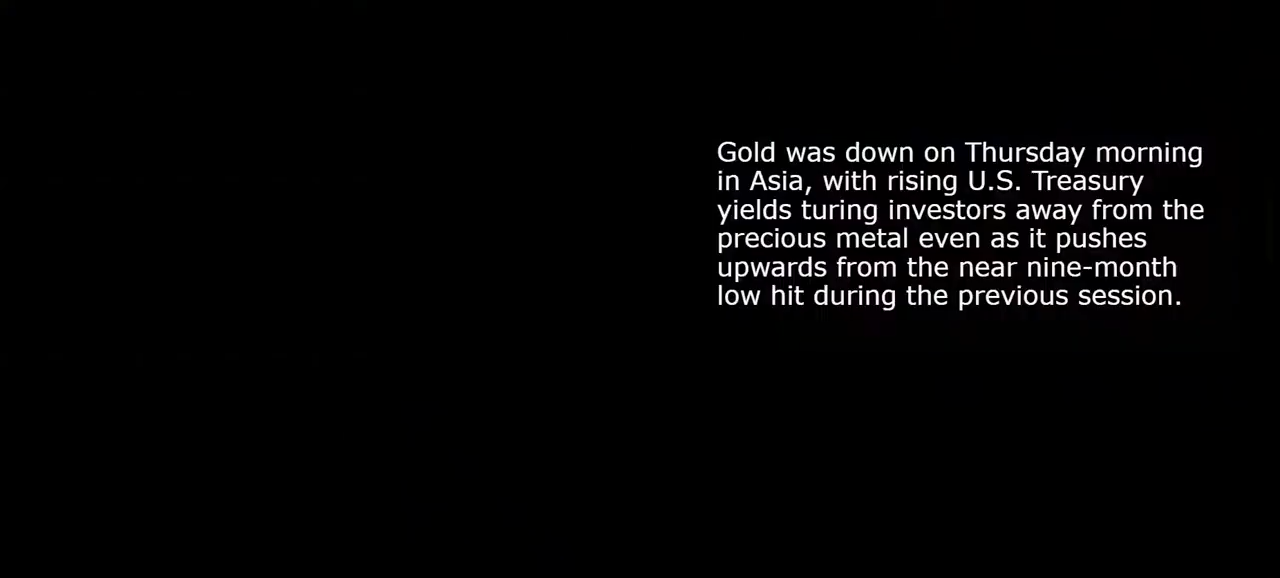 Gold was down on Thursday morning
in Asia, with rising U.S. Treasury
yields turing investors away from the
precious metal even as it pushes
upwards from the near nine-month
low hit during the previous session.